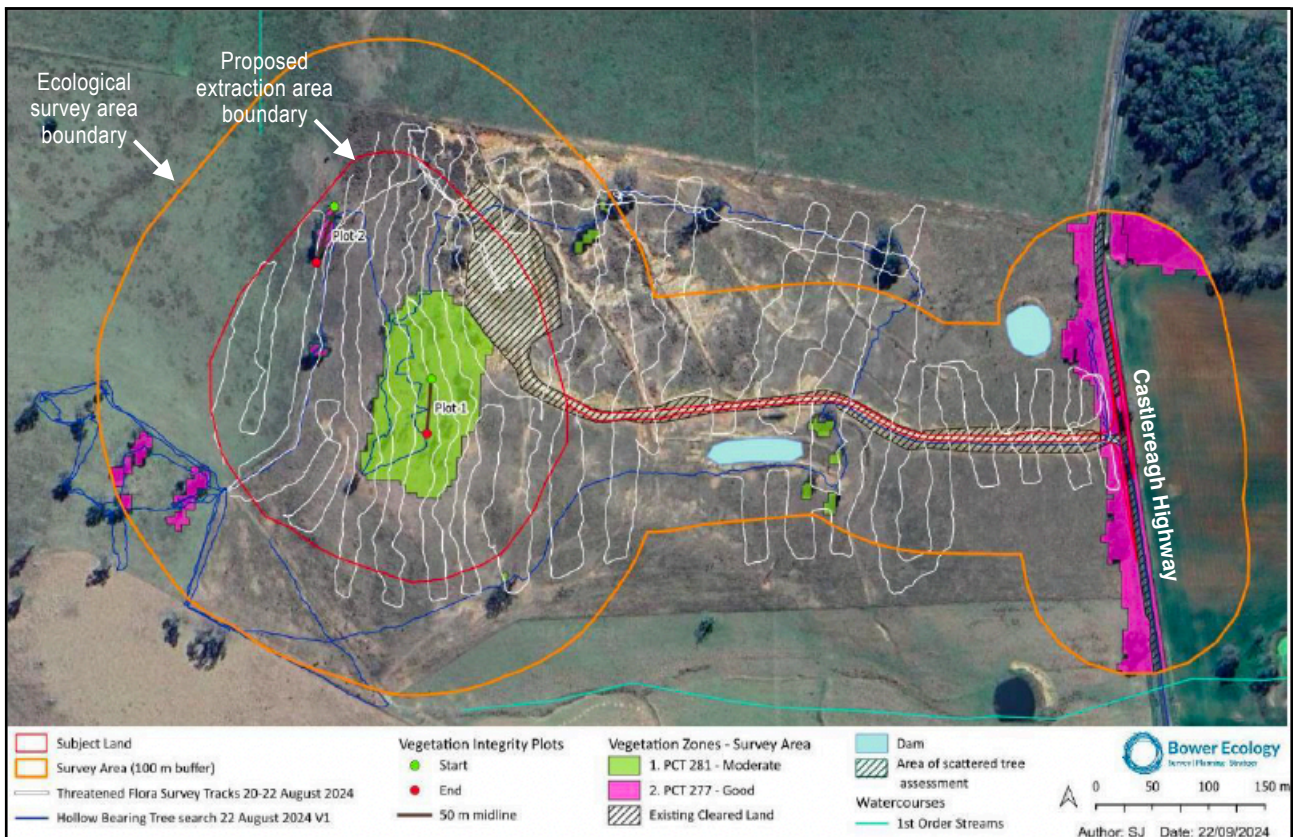 Ecological
survey area
boundary
Proposed
extraction area
boundary
Plot-2
Plot-1
Castlereagh Highway
Subject Land
Survey Area (100 m buffer)
Threatened Flora Survey Tracks 20-22 August 2024
Hollow Bearing Tree search 22 August 2024 V1
Vegetation Integrity Plots
Start
End
50 m midline
Vegetation Zones - Survey Area
1. PCT 281 - Moderate
2. PCT 277 - Good
Existing Cleared Land
Dam
Area of scattered tree
assessment
Watercourses
1st Order Streams
Bower Ecology
Survey | Planning Strategy
0 50 100 150 m
Author: SJ Date: 22/09/2024